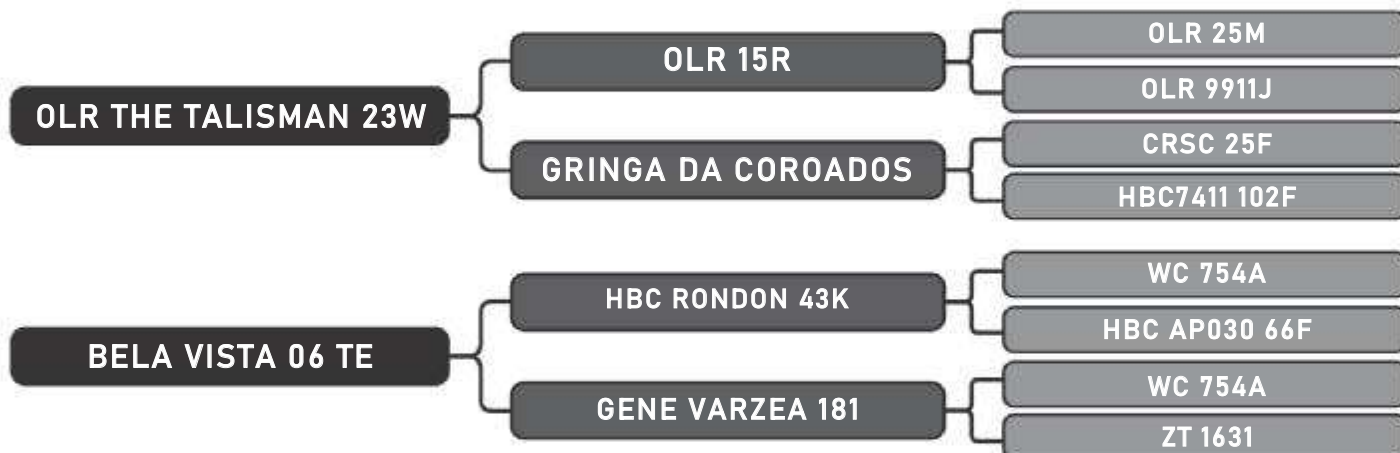 OLR THE TALISMAN 23W
OLR 15R
OLR 25M
OLR 9911J
GRINGA DA COROADOS
CRSC 25F
HBC7411 102F
BELA VISTA 06 TE
HBC RONDON 43K
WC 754A
HBC AP030 66F
GENE VARZEA 181
WC 754A
ZT 1631